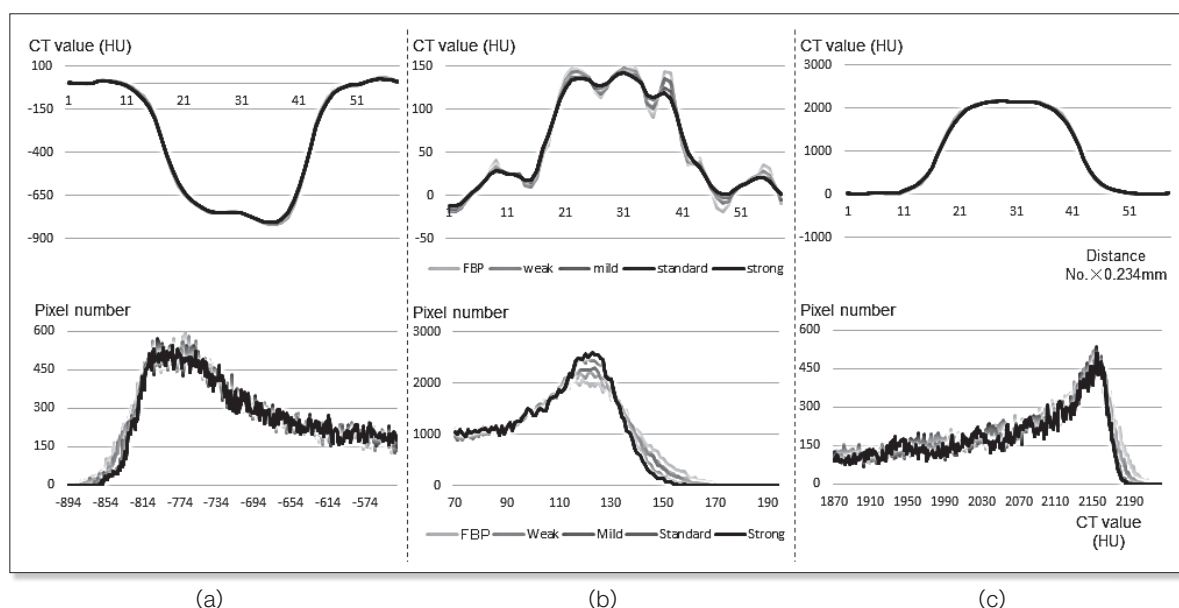 CT value (HU)
100
1 11 21 31 41 51
-150
-400
-650
-900
CT value (HU)
150
100
50
0
1 11 21 31 41 51
-50
FBP weak mild standard strong
CT value (HU)
3000
2000
1000
0
1 11 21 31 41 51
-1000
Distance
No.×0.234mm
Pixel number
600
450
300
150
0
-894 -854 -814 -774 -734 -694 -654 -614 -574
Pixel number
3000
2000
1000
0
70 90 110 130 150 170 190
FBP Weak Mild Standard Strong
Pixel number
600
450
300
150
0
1870 1910 1950 1990 2030 2070 2110 2150 2190
CT value
(HU)
(a) (b) (c)